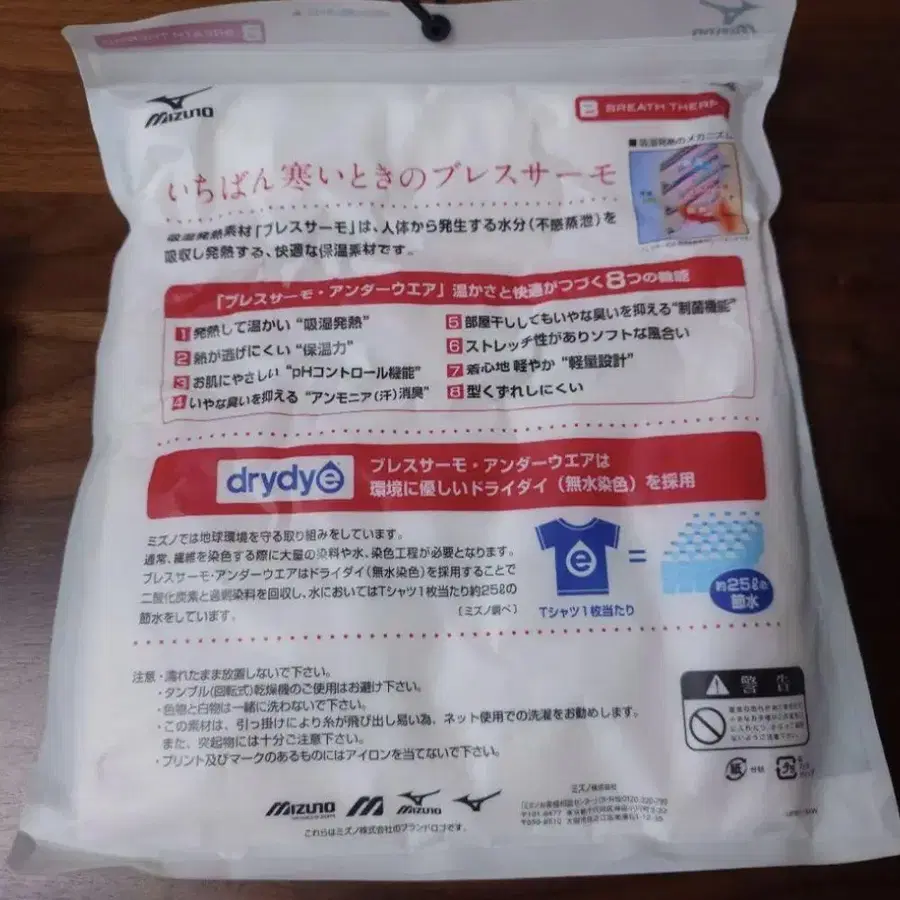 BREATH THERMO
MIZUNO
MIZUNO
BREATH THERM
■吸湿発熱のメカニズム
いちばん寒いときのブレスサーモ
吸湿発熱素材「ブレスサーモ」は、人体から発生する水分(不感蒸泄)を
吸収し発熱する、快適な保温素材です。
「ブレスサーモ・アンダーウエア」温かさと快適がつづく8つの機能
1 発熱して温かい“吸湿発熱”
2 熱が逃げにくい“保温力”
3 お肌にやさしい“pHコントロール機能”
4 いやな臭いを抑える “アンモニア(汗)消臭”
5 部屋干ししてもいやな臭いを抑える“制菌機能”
6 ストレッチ性がありソフトな風合い
7 着心地 軽やか “軽量設計”
8 型くずれしにくい
drydye
ブレスサーモ・アンダーウエアは
環境に優しいドライダイ(無水染色)を採用
ミズノでは地球環境を守る取り組みをしています。
通常、繊維を染色する際に大量の染料や水、染色工程が必要となります。
ブレスサーモ・アンダーウエアはドライダイ(無水染色)を採用することで
二酸化炭素と過剰染料を回収し、水においてはTシャツ1枚当たり約25ℓの
節水をしています。
(ミズノ調べ)
e
=
Tシャツ1枚当たり
約25ℓの
節水
注意・濡れたまま放置しないで下さい。
・タンブル(回転式)乾燥機のご使用はお避け下さい。
・色物と白物は一緒に洗わないで下さい。
・この素材は、引っ掛けにより糸が飛び出し易い為、ネット使用での洗濯をお勧めします。
また、突起物には十分ご注意下さい。
・プリント及びマークのあるものにはアイロンを当てないで下さい。
警告
紙
プラ
MIZUNO
MIZUNO
これらはミズノ株式会社のブランドロゴです。
ミズノ株式会社